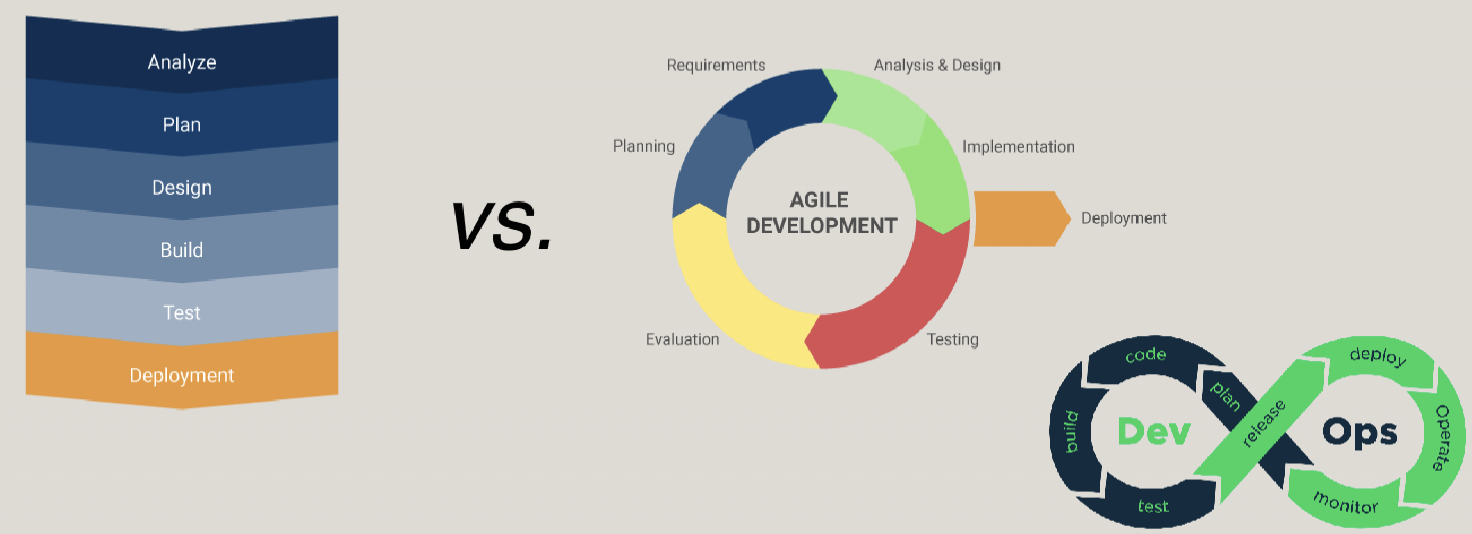 Analyze
Plan
Design
Build
Test
Deployment
vs.
Requirements
Analysis & Design
Planning
Implementation
AGILE
DEVELOPMENT
Deployment
Evaluation
Testing
code
plan
build
Dev
test
release
deploy
Ops
Operate
monitor